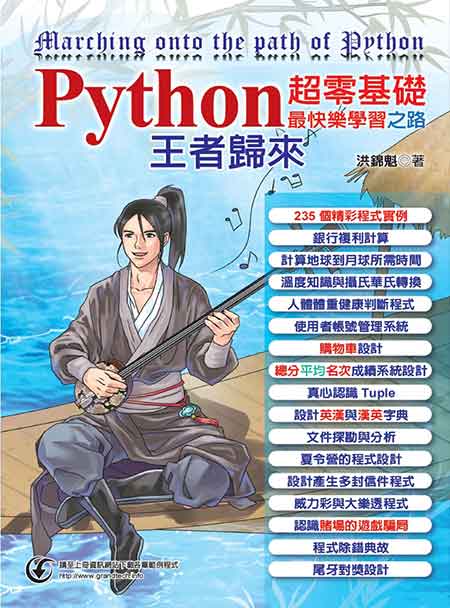 Marching onto the path of Python
Python 超零基礎
最快樂學習之路
王者歸來
洪錦魁◎著
235 個精彩程式實例
銀行複利計算
計算地球到月球所需時間
溫度知識與攝氏華氏轉換
人體體重健康判斷程式
使用者帳號管理系統
購物車設計
總分平均名次成績系統設計
真心認識 Tuple
設計英漢與漢英字典
文件探勘與分析
夏令營的程式設計
設計產生多封信件程式
威力彩與大樂透程式
認識賭場的遊戲騙局
程式除錯典故
尾牙對獎設計
請至上奇資訊網站下載各章範例程式
http://www.grandtech.info